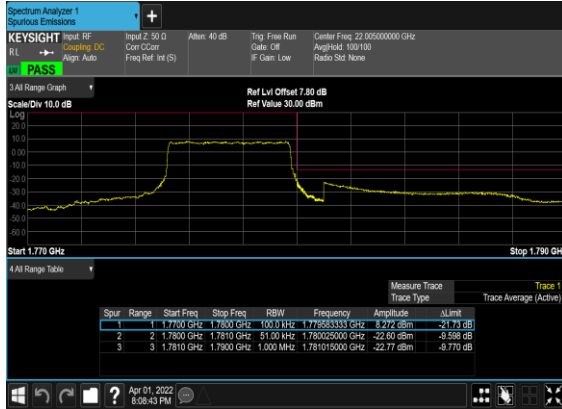 Spectrum Analyzer 1
Spurious Emissions
+
KEYSIGHT Input: RF Input Z: 50 Ω Atten: 40 dB Trig: Free Run Center Freq: 22.005000000 GHz
RL Coupling: DC Corr CCorr Gate: Off Avg|Hold: 100/100
Align: Auto Freq Ref: Int (S) IF Gain: Low Radio Std: None
PASS
3 All Range Graph
Ref Lvl Offset 7.80 dB
Scale/Div 10.0 dB Ref Value 30.00 dBm
Log
20.0
10.0
0.00
-10.0
-20.0
-30.0
-40.0
-50.0
-60.0
Start 1.770 GHz Stop 1.790 GH
4 All Range Table
Measure Trace Trace 1
Trace Type Trace Average (Active)
Spur Range Start Freq Stop Freq RBW Frequency Amplitude ΔLimit
1 1 1.7700 GHz 1.7800 GHz 100.0 kHz 1.779583333 GHz 8.272 dBm -21.73 dB
2 2 1.7800 GHz 1.7810 GHz 51.00 kHz 1.780025000 GHz -22.60 dBm -9.598 dB
3 3 1.7810 GHz 1.7900 GHz 1.000 MHz 1.781015000 GHz -22.77 dBm -9.770 dB
? Apr 01, 2022
8:08:43 PM